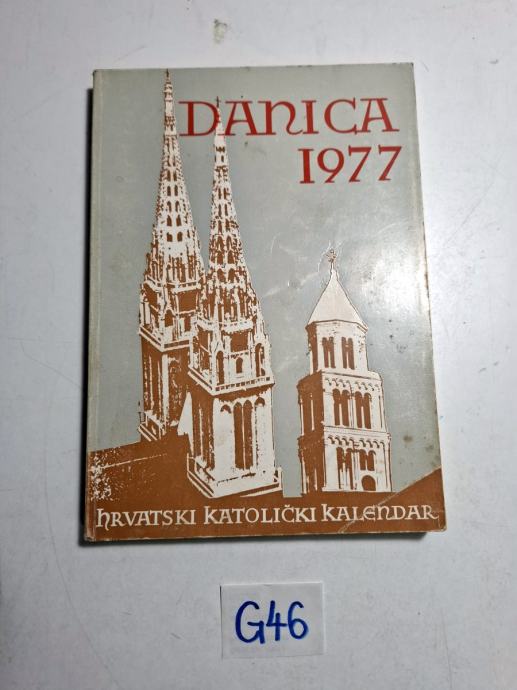 DANICA
1977
HRVATSKI KATOLIČKI KALENDAR
G46